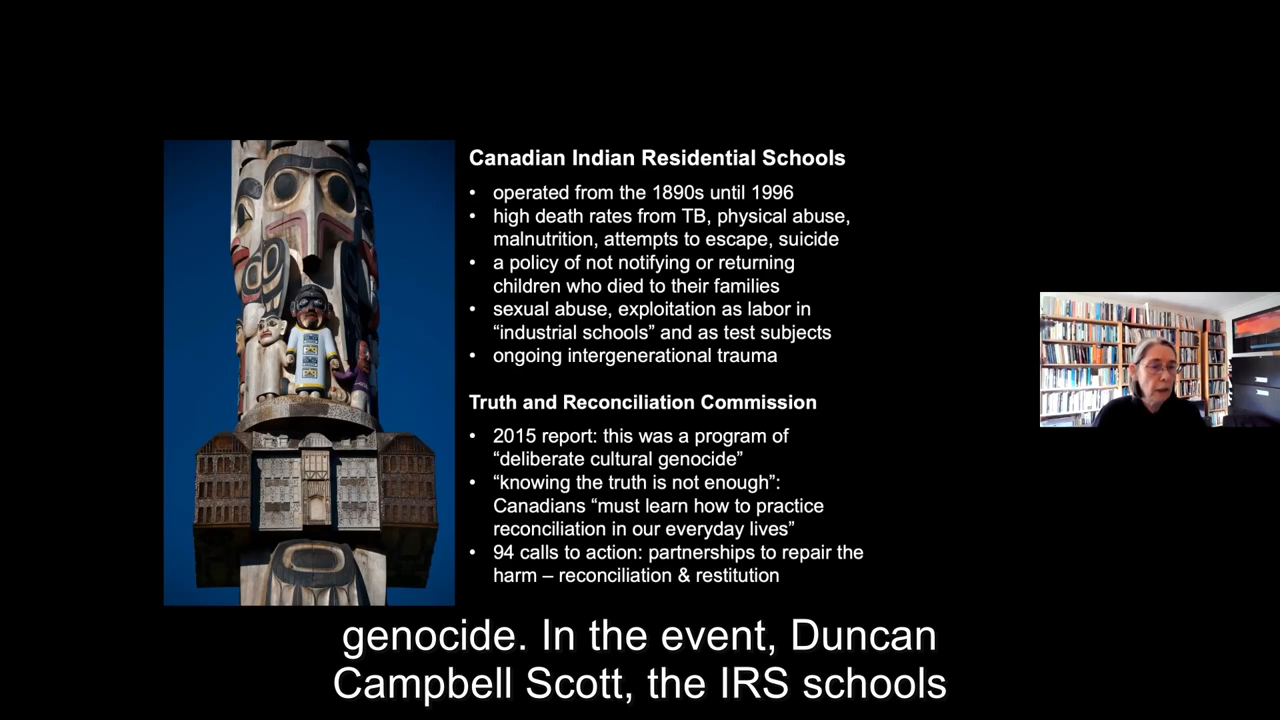 Canadian Indian Residential Schools
• operated from the 1890s until 1996
• high death rates from TB, physical abuse,
malnutrition, attempts to escape, suicide
• a policy of not notifying or returning
children who died to their families
• sexual abuse, exploitation as labor in
“industrial schools” and as test subjects
• ongoing intergenerational trauma
Truth and Reconciliation Commission
• 2015 report: this was a program of
“deliberate cultural genocide”
• “knowing the truth is not enough”:
Canadians “must learn how to practice
reconciliation in our everyday lives”
• 94 calls to action: partnerships to repair the
harm – reconciliation & restitution
genocide. In the event, Duncan
Campbell Scott, the IRS schools